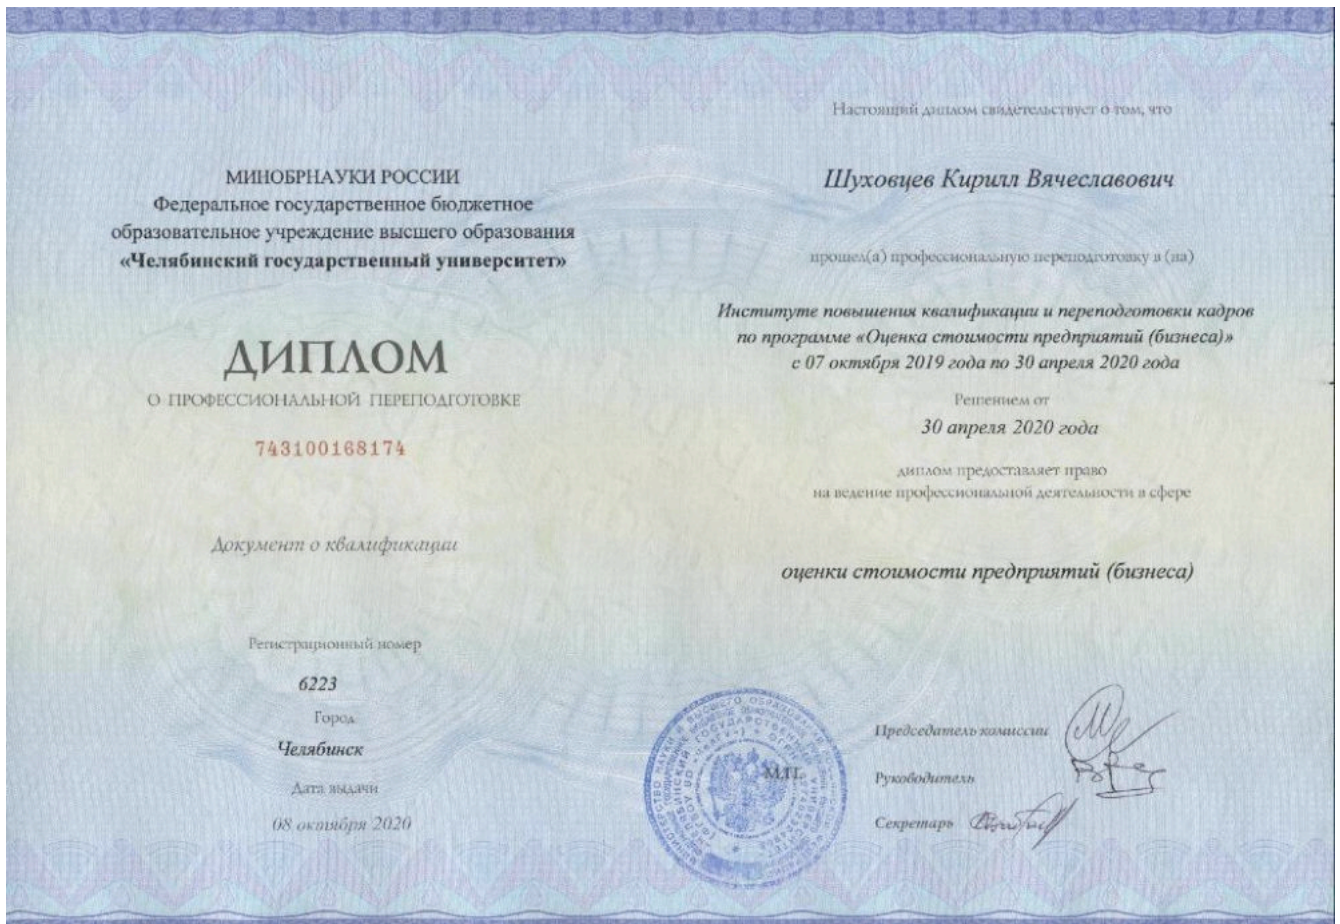 МИНОБРНАУКИ РОССИИ
Федеральное государственное бюджетное
образовательное учреждение высшего образования
«Челябинский государственный университет»
ДИПЛОМ
О ПРОФЕССИОНАЛЬНОЙ ПЕРЕПОДГОТОВКЕ
743100168174
Документ о квалификации
Регистрационный номер
6223
Город
Челябинск
Дата выдачи
08 октября 2020
Настоящий диплом свидетельствует о том, что
Шуховцев Кирилл Вячеславович
прошел(а) профессиональную переподготовку в (на)
Институте повышения квалификации и переподготовки кадров
по программе «Оценка стоимости предприятий (бизнеса)»
с 07 октября 2019 года по 30 апреля 2020 года
Решением от
30 апреля 2020 года
диплом предоставляет право
на ведение профессиональной деятельности в сфере
оценки стоимости предприятий (бизнеса)
М.П.
Председатель комиссии
Руководитель
Секретарь